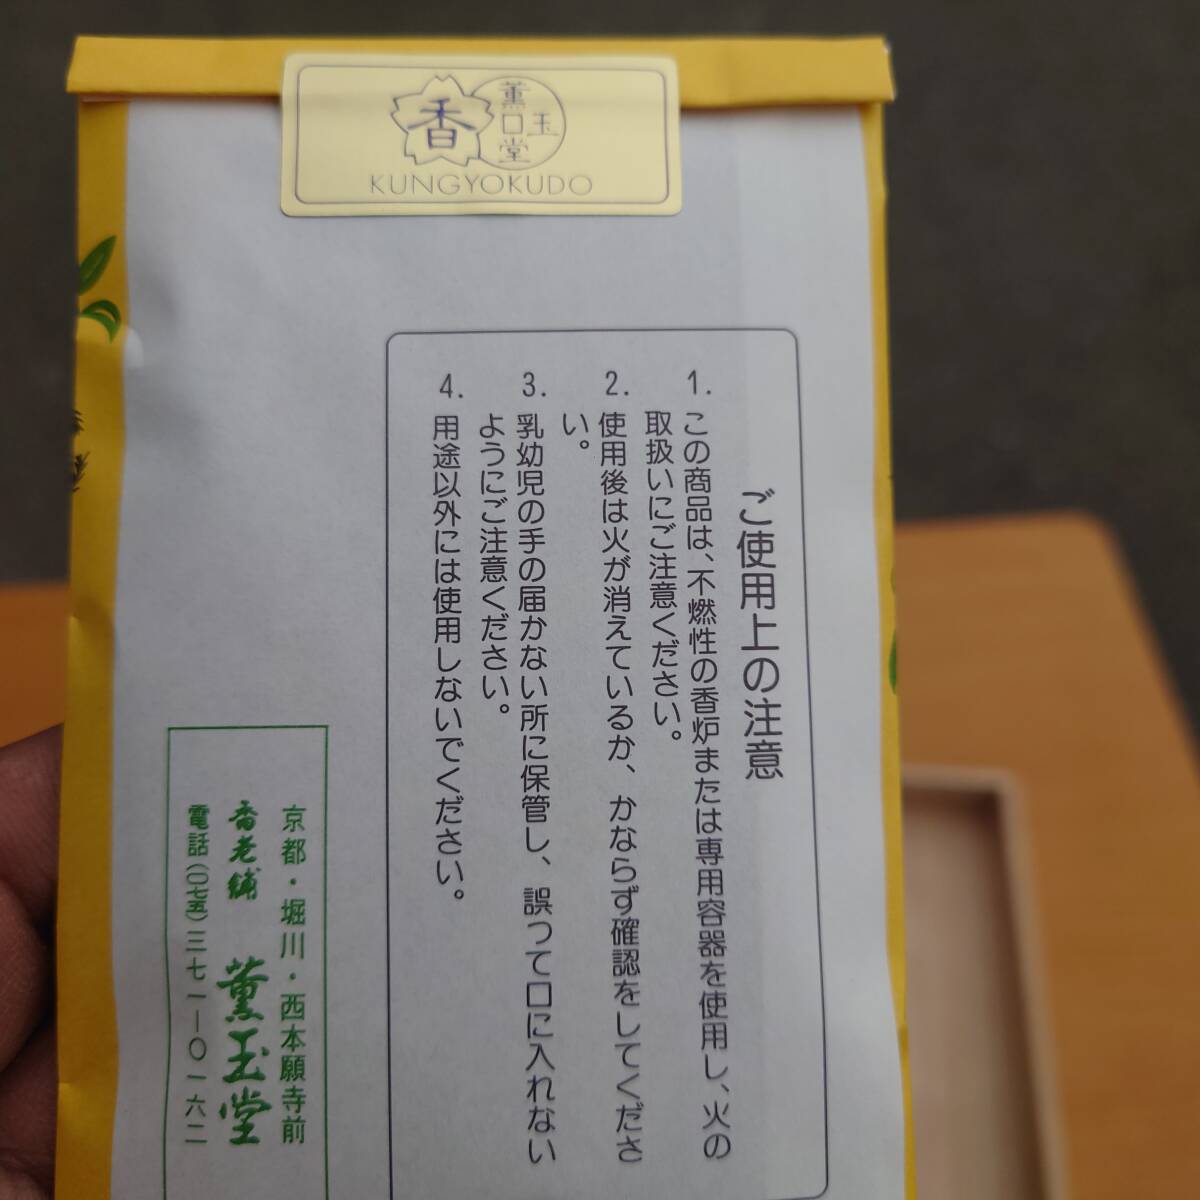 香
薫
玉
堂
KUNGYOKUDO
ご使用上の注意
1. この商品は、不燃性の香炉または専用容器を使用し、火の
取扱いにご注意ください。
2. 使用後は火が消えているか、かならず確認をしてくださ
い。
3. 乳幼児の手の届かない所に保管し、誤つて口に入れない
ようにご注意ください。
4. 用途以外には使用しないでください。
京都・堀川・西本願寺前
香老舗 薫玉堂
電話(〇七五)三七一―〇一六二